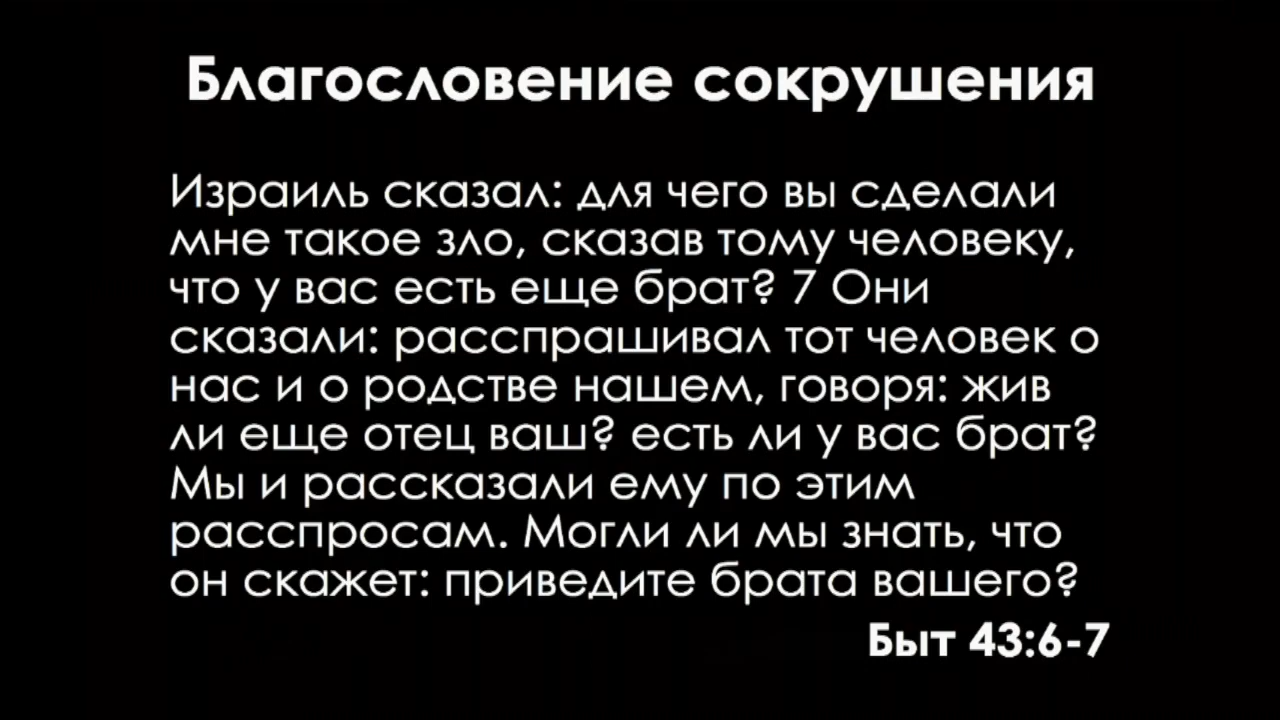 Благословение сокрушения
Израиль сказал: для чего вы сделали
мне такое зло, сказав тому человеку,
что у вас есть еще брат? 7 Они
сказали: расспрашивал тот человек о
нас и о родстве нашем, говоря: жив
ли еще отец ваш? есть ли у вас брат?
Мы и рассказали ему по этим
расспросам. Могли ли мы знать, что
он скажет: приведите брата вашего?
Быт 43:6-7